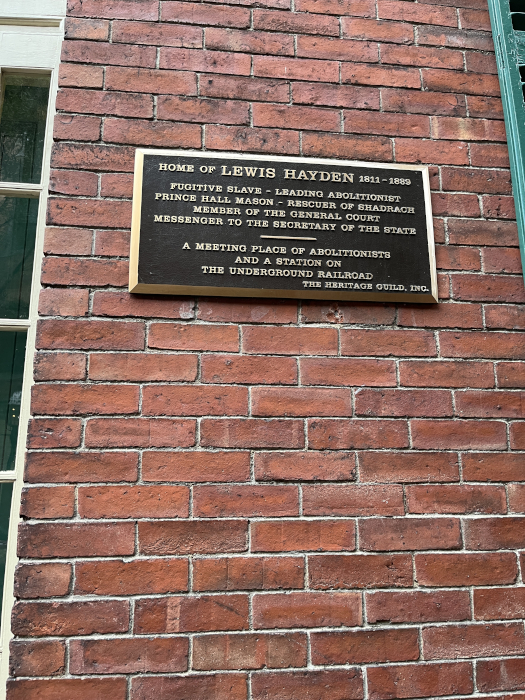 HOME OF LEWIS HAYDEN 1811-1889
FUGITIVE SLAVE - LEADING ABOLITIONIST
PRINCE HALL MASON - RESCUER OF SHADRACH
MEMBER OF THE GENERAL COURT
MESSENGER TO THE SECRETARY OF THE STATE
A MEETING PLACE OF ABOLITIONISTS
AND A STATION ON
THE UNDERGROUND RAILROAD
THE HERITAGE GUILD, INC.